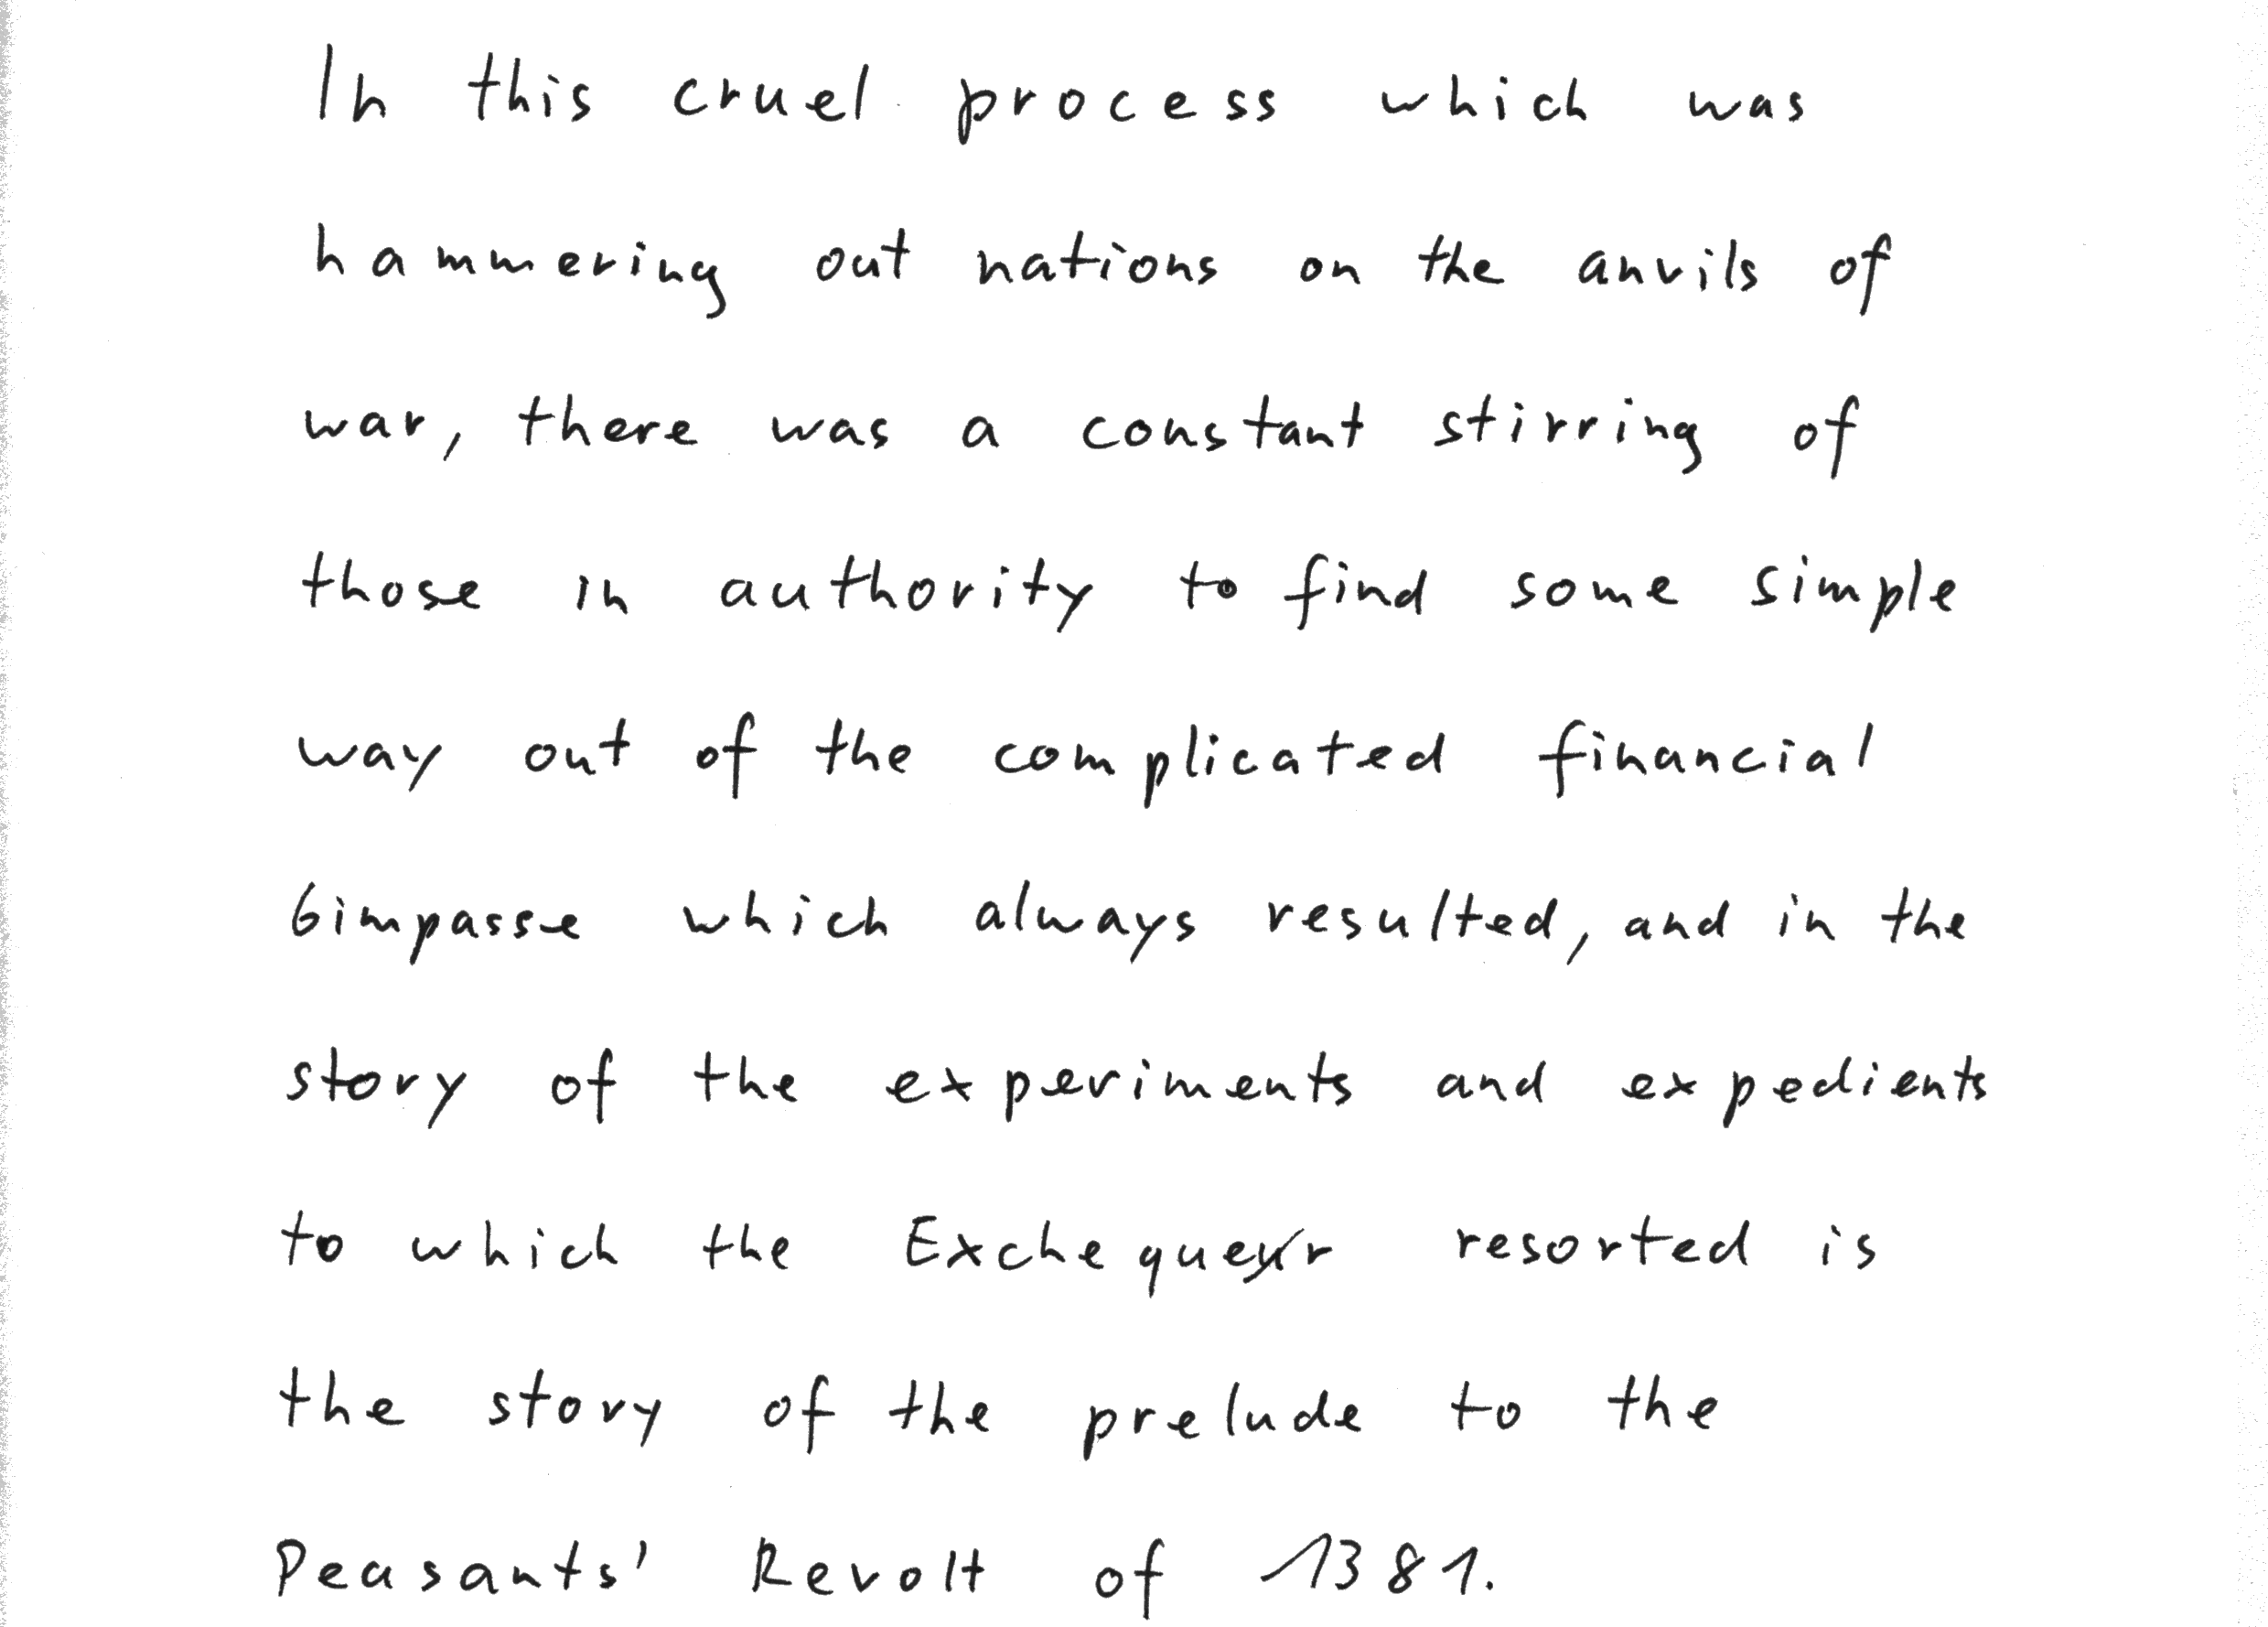 In this cruel process which was
hammering out nations on the anvils of
war, there was a constant stirring of
those in authority to find some simple
way out of the complicated financial
6impasse which always resulted, and in the
story of the experiments and expedients
to which the Exchequer resorted is
the story of the prelude to the
Peasants' Revolt of 1381.